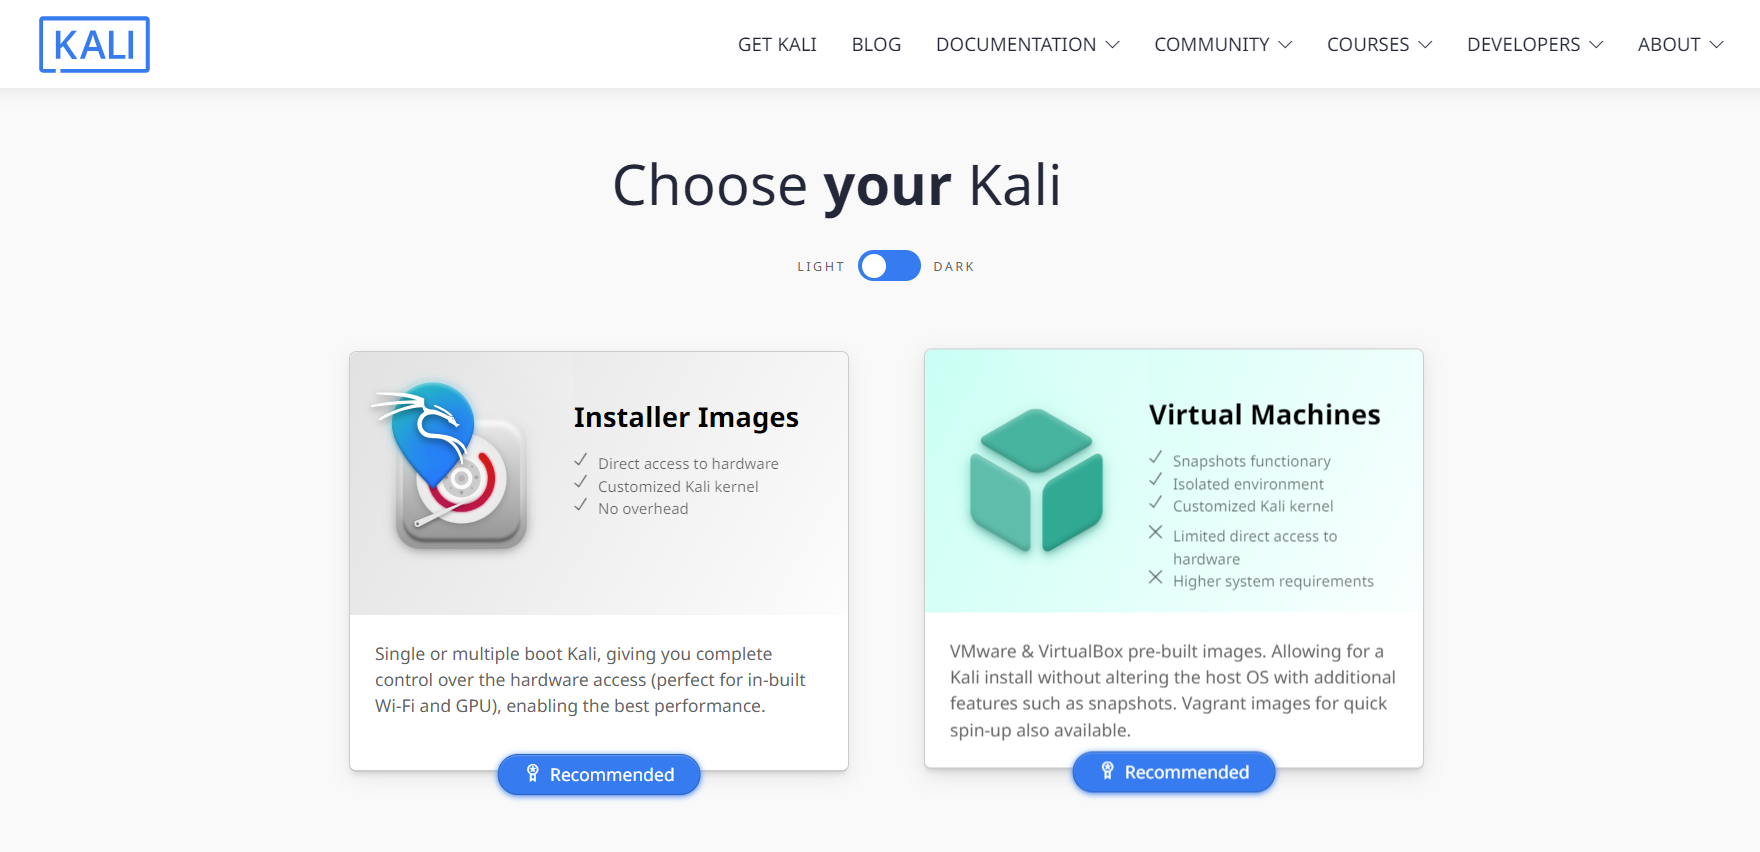 KALI
GET KALI BLOG DOCUMENTATION COMMUNITY COURSES DEVELOPERS ABOUT
Choose your Kali
LIGHT DARK
Installer Images
Direct access to hardware
Customized Kali kernel
No overhead
Single or multiple boot Kali, giving you complete
control over the hardware access (perfect for in-built
Wi-Fi and GPU), enabling the best performance.
Recommended
Virtual Machines
Snapshots functionary
Isolated environment
Customized Kali kernel
Limited direct access to
hardware
Higher system requirements
VMware & VirtualBox pre-built images. Allowing for a
Kali install without altering the host OS with additional
features such as snapshots. Vagrant images for quick
spin-up also available.
Recommended